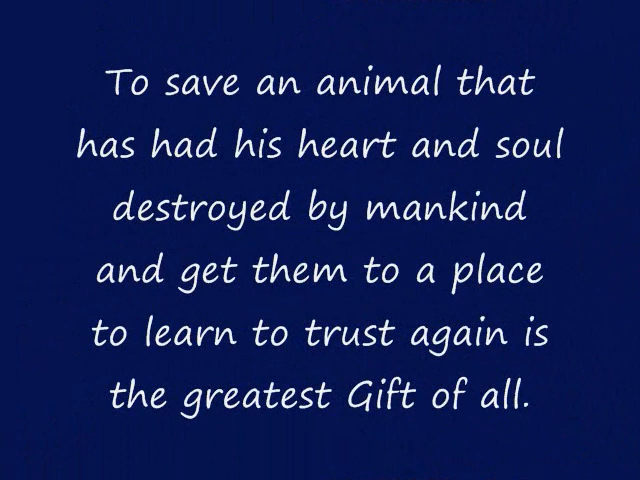 To save an animal that
has had his heart and soul
destroyed by mankind
and get them to a place
to learn to trust again is
the greatest Gift of all.